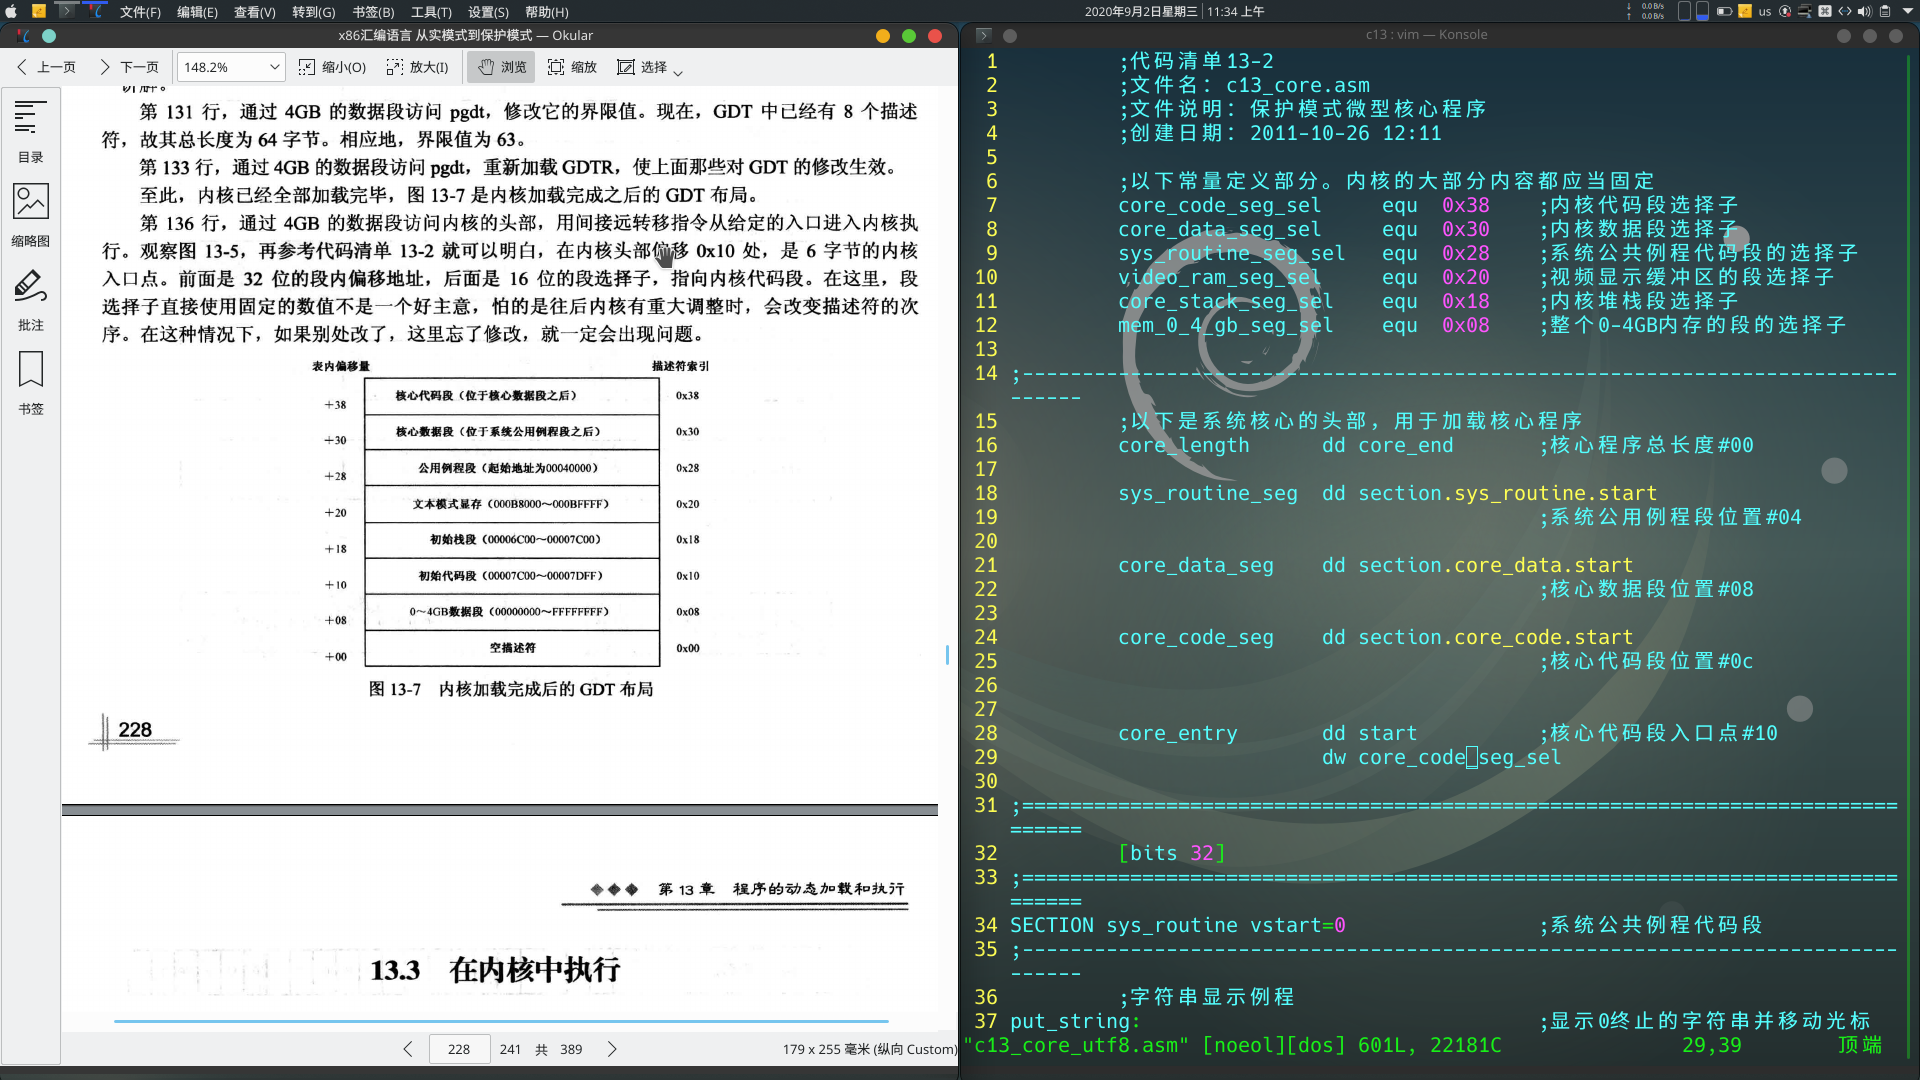 文件(F) 编辑(E) 查看(V) 转到(G) 书签(B) 工具(T) 设置(S) 帮助(H)
2020年9月2日星期三 11:34 上午
0.0 B/s
0.0 B/s
us
x86汇编语言 从实模式到保护模式 — Okular
上一页 下一页 148.2% 缩小(O) 放大(I) 浏览 缩放 选择
目录
缩略图
批注
书签
讲解。
第 131 行，通过 4GB 的数据段访问 pgdt，修改它的界限值。现在，GDT 中已经有 8 个描述
符，故其总长度为 64 字节。相应地，界限值为 63。
第 133 行，通过 4GB 的数据段访问 pgdt，重新加载 GDTR，使上面那些对 GDT 的修改生效。
至此，内核已经全部加载完毕，图 13-7 是内核加载完成之后的 GDT 布局。
第 136 行，通过 4GB 的数据段访问内核的头部，用间接远转移指令从给定的入口进入内核执
行。观察图 13-5，再参考代码清单 13-2 就可以明白，在内核头部偏移 0x10 处，是 6 字节的内核
入口点。前面是 32 位的段内偏移地址，后面是 16 位的段选择子，指向内核代码段。在这里，段
选择子直接使用固定的数值不是一个好主意，怕的是往后内核有重大调整时，会改变描述符的次
序。在这种情况下，如果别处改了，这里忘了修改，就一定会出现问题。
表内偏移量 描述符索引
+38 核心代码段（位于核心数据段之后） 0x38
+30 核心数据段（位于系统公用例程段之后） 0x30
+28 公用例程段（起始地址为00040000） 0x28
+20 文本模式显存（000B8000～000BFFFF） 0x20
+18 初始栈段（00006C00～00007C00） 0x18
+10 初始代码段（00007C00～00007DFF） 0x10
+08 0～4GB数据段（00000000～FFFFFFFF） 0x08
+00 空描述符 0x00
图 13-7 内核加载完成后的 GDT 布局
228
◆◆◆ 第 13 章 程序的动态加载和执行
13.3 在内核中执行
228 241 共 389 179 x 255 毫米 (纵向 Custom)
c13 : vim — Konsole
1 ;代码清单13-2
2 ;文件名：c13_core.asm
3 ;文件说明：保护模式微型核心程序
4 ;创建日期：2011-10-26 12:11
5
6 ;以下常量定义部分。内核的大部分内容都应当固定
7 core_code_seg_sel equ 0x38 ;内核代码段选择子
8 core_data_seg_sel equ 0x30 ;内核数据段选择子
9 sys_routine_seg_sel equ 0x28 ;系统公共例程代码段的选择子
10 video_ram_seg_sel equ 0x20 ;视频显示缓冲区的段选择子
11 core_stack_seg_sel equ 0x18 ;内核堆栈段选择子
12 mem_0_4_gb_seg_sel equ 0x08 ;整个0-4GB内存的段的选择子
13
14 ;-------------------------------------------------------------------------
------
15 ;以下是系统核心的头部，用于加载核心程序
16 core_length dd core_end ;核心程序总长度#00
17
18 sys_routine_seg dd section.sys_routine.start
19 ;系统公用例程段位置#04
20
21 core_data_seg dd section.core_data.start
22 ;核心数据段位置#08
23
24 core_code_seg dd section.core_code.start
25 ;核心代码段位置#0c
26
27
28 core_entry dd start ;核心代码段入口点#10
29 dw core_code_seg_sel
30
31 ;=========================================================================
======
32 [bits 32]
33 ;=========================================================================
======
34 SECTION sys_routine vstart=0 ;系统公共例程代码段
35 ;-------------------------------------------------------------------------
------
36 ;字符串显示例程
37 put_string: ;显示0终止的字符串并移动光标
"c13_core_utf8.asm" [noeol][dos] 601L, 22181C 29,39 顶端